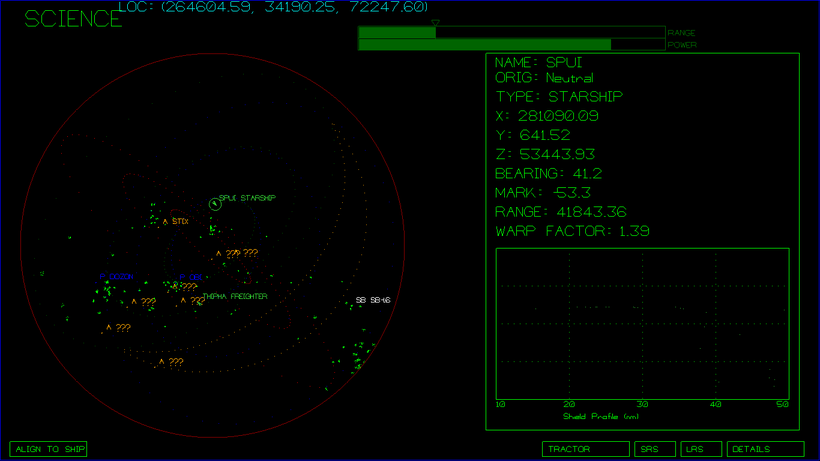 SCIENCE
LOC: (264604.59, 34190.25, 72247.60)
RANGE
POWER
NAME: SPUI
ORIG: Neutral
TYPE: STARSHIP
X: 281090.09
Y: 641.52
Z: 53443.93
BEARING: 41.2
MARK: -53.3
RANGE: 41843.36
WARP FACTOR: 1.39
SPUI STARSHIP
STIX
??? ???
???
THIPHA FREIGHTER
???
???
SB SB46
???
???
10 20 30 40 50
Shield Profile (nm)
ALIGN TO SHIP
TRACTOR
SRS
LRS
DETAILS